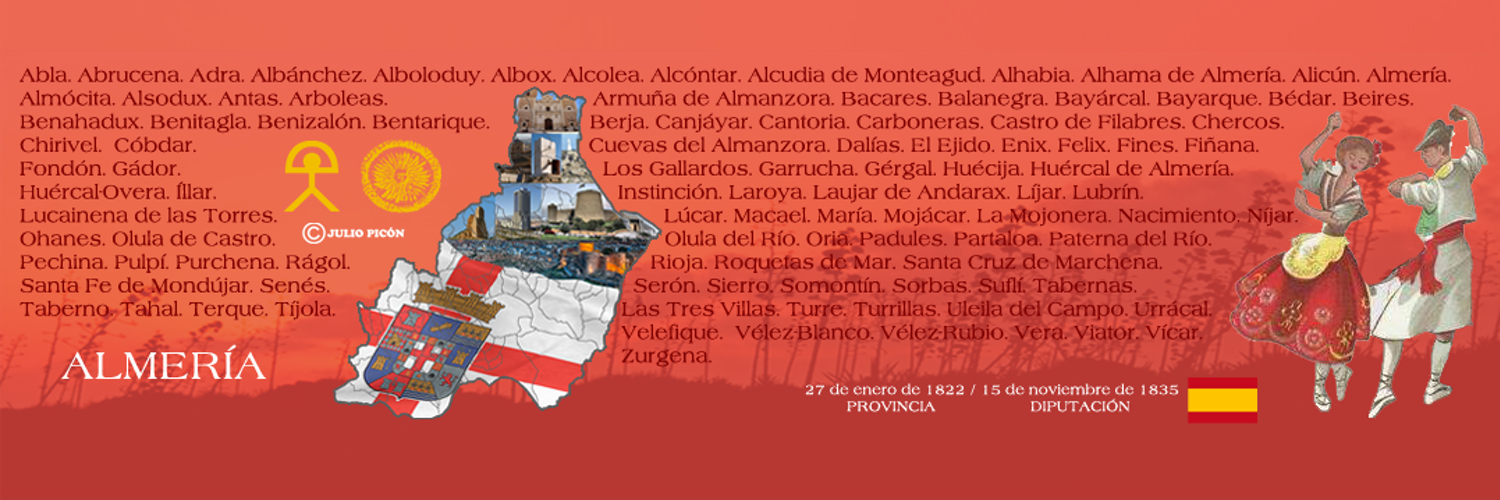 Abla. Abrucena. Adra. Albánchez. Alboloduy. Albox. Alcolea. Alcóntar. Alcudia de Monteagud. Alhabia. Alhama de Almería. Alicún. Almería.
Almócita. Alsodux. Antas. Arboleas. Armuña de Almanzora. Bacares. Balanegra. Bayárcal. Bayarque. Bédar. Beires.
Benahadux. Benitagla. Benizalón. Bentarique. Berja. Canjáyar. Cantoria. Carboneras. Castro de Filabres. Chercos.
Chirivel. Cóbdar. Cuevas del Almanzora. Dalías. El Ejido. Enix. Felix. Fines. Fiñana.
Fondón. Gádor. Los Gallardos. Garrucha. Gérgal. Huécija. Huércal de Almería.
Huércal-Overa. Íllar. Instinción. Laroya. Laujar de Andarax. Líjar. Lubrín.
Lucainena de las Torres. Lúcar. Macael. María. Mojácar. La Mojonera. Nacimiento. Níjar.
Ohanes. Olula de Castro. Olula del Río. Oria. Padules. Partaloa. Paterna del Río.
Pechina. Pulpí. Purchena. Rágol. Rioja. Roquetas de Mar. Santa Cruz de Marchena.
Santa Fe de Mondújar. Senés. Serón. Sierro. Somontín. Sorbas. Suflí. Tabernas.
Taberno. Tahal. Terque. Tíjola. Las Tres Villas. Turre. Turrillas. Uleila del Campo. Urrácal.
Velefique. Vélez-Blanco. Vélez-Rubio. Vera. Viator. Vícar.
Zurgena.
© JULIO PICÓN
ALMERÍA
27 de enero de 1822 / 15 de noviembre de 1835
PROVINCIA DIPUTACIÓN